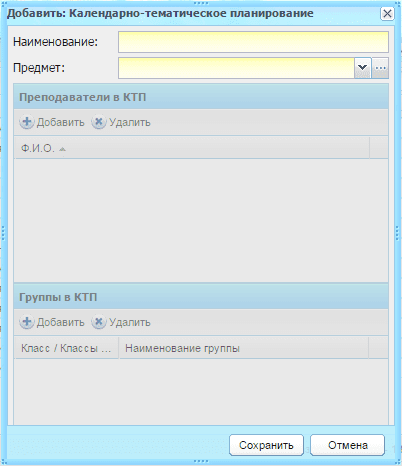 Добавить: Календарно-тематическое планирование
Наименование:
Предмет:
Преподаватели в КТП
Добавить Удалить
Ф.И.О.
Группы в КТП
Добавить Удалить
Класс / Классы ... Наименование группы
Сохранить Отмена